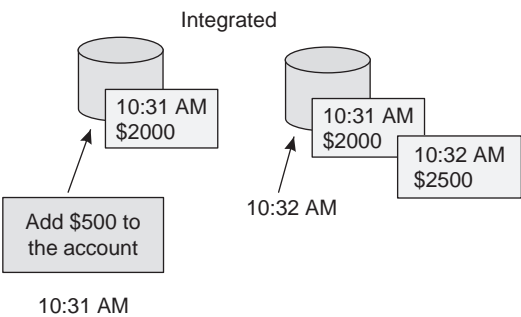 Integrated
10:31 AM
$2000
Add $500 to
the account
10:31 AM
10:31 AM
$2000
10:32 AM
$2500
10:32 AM